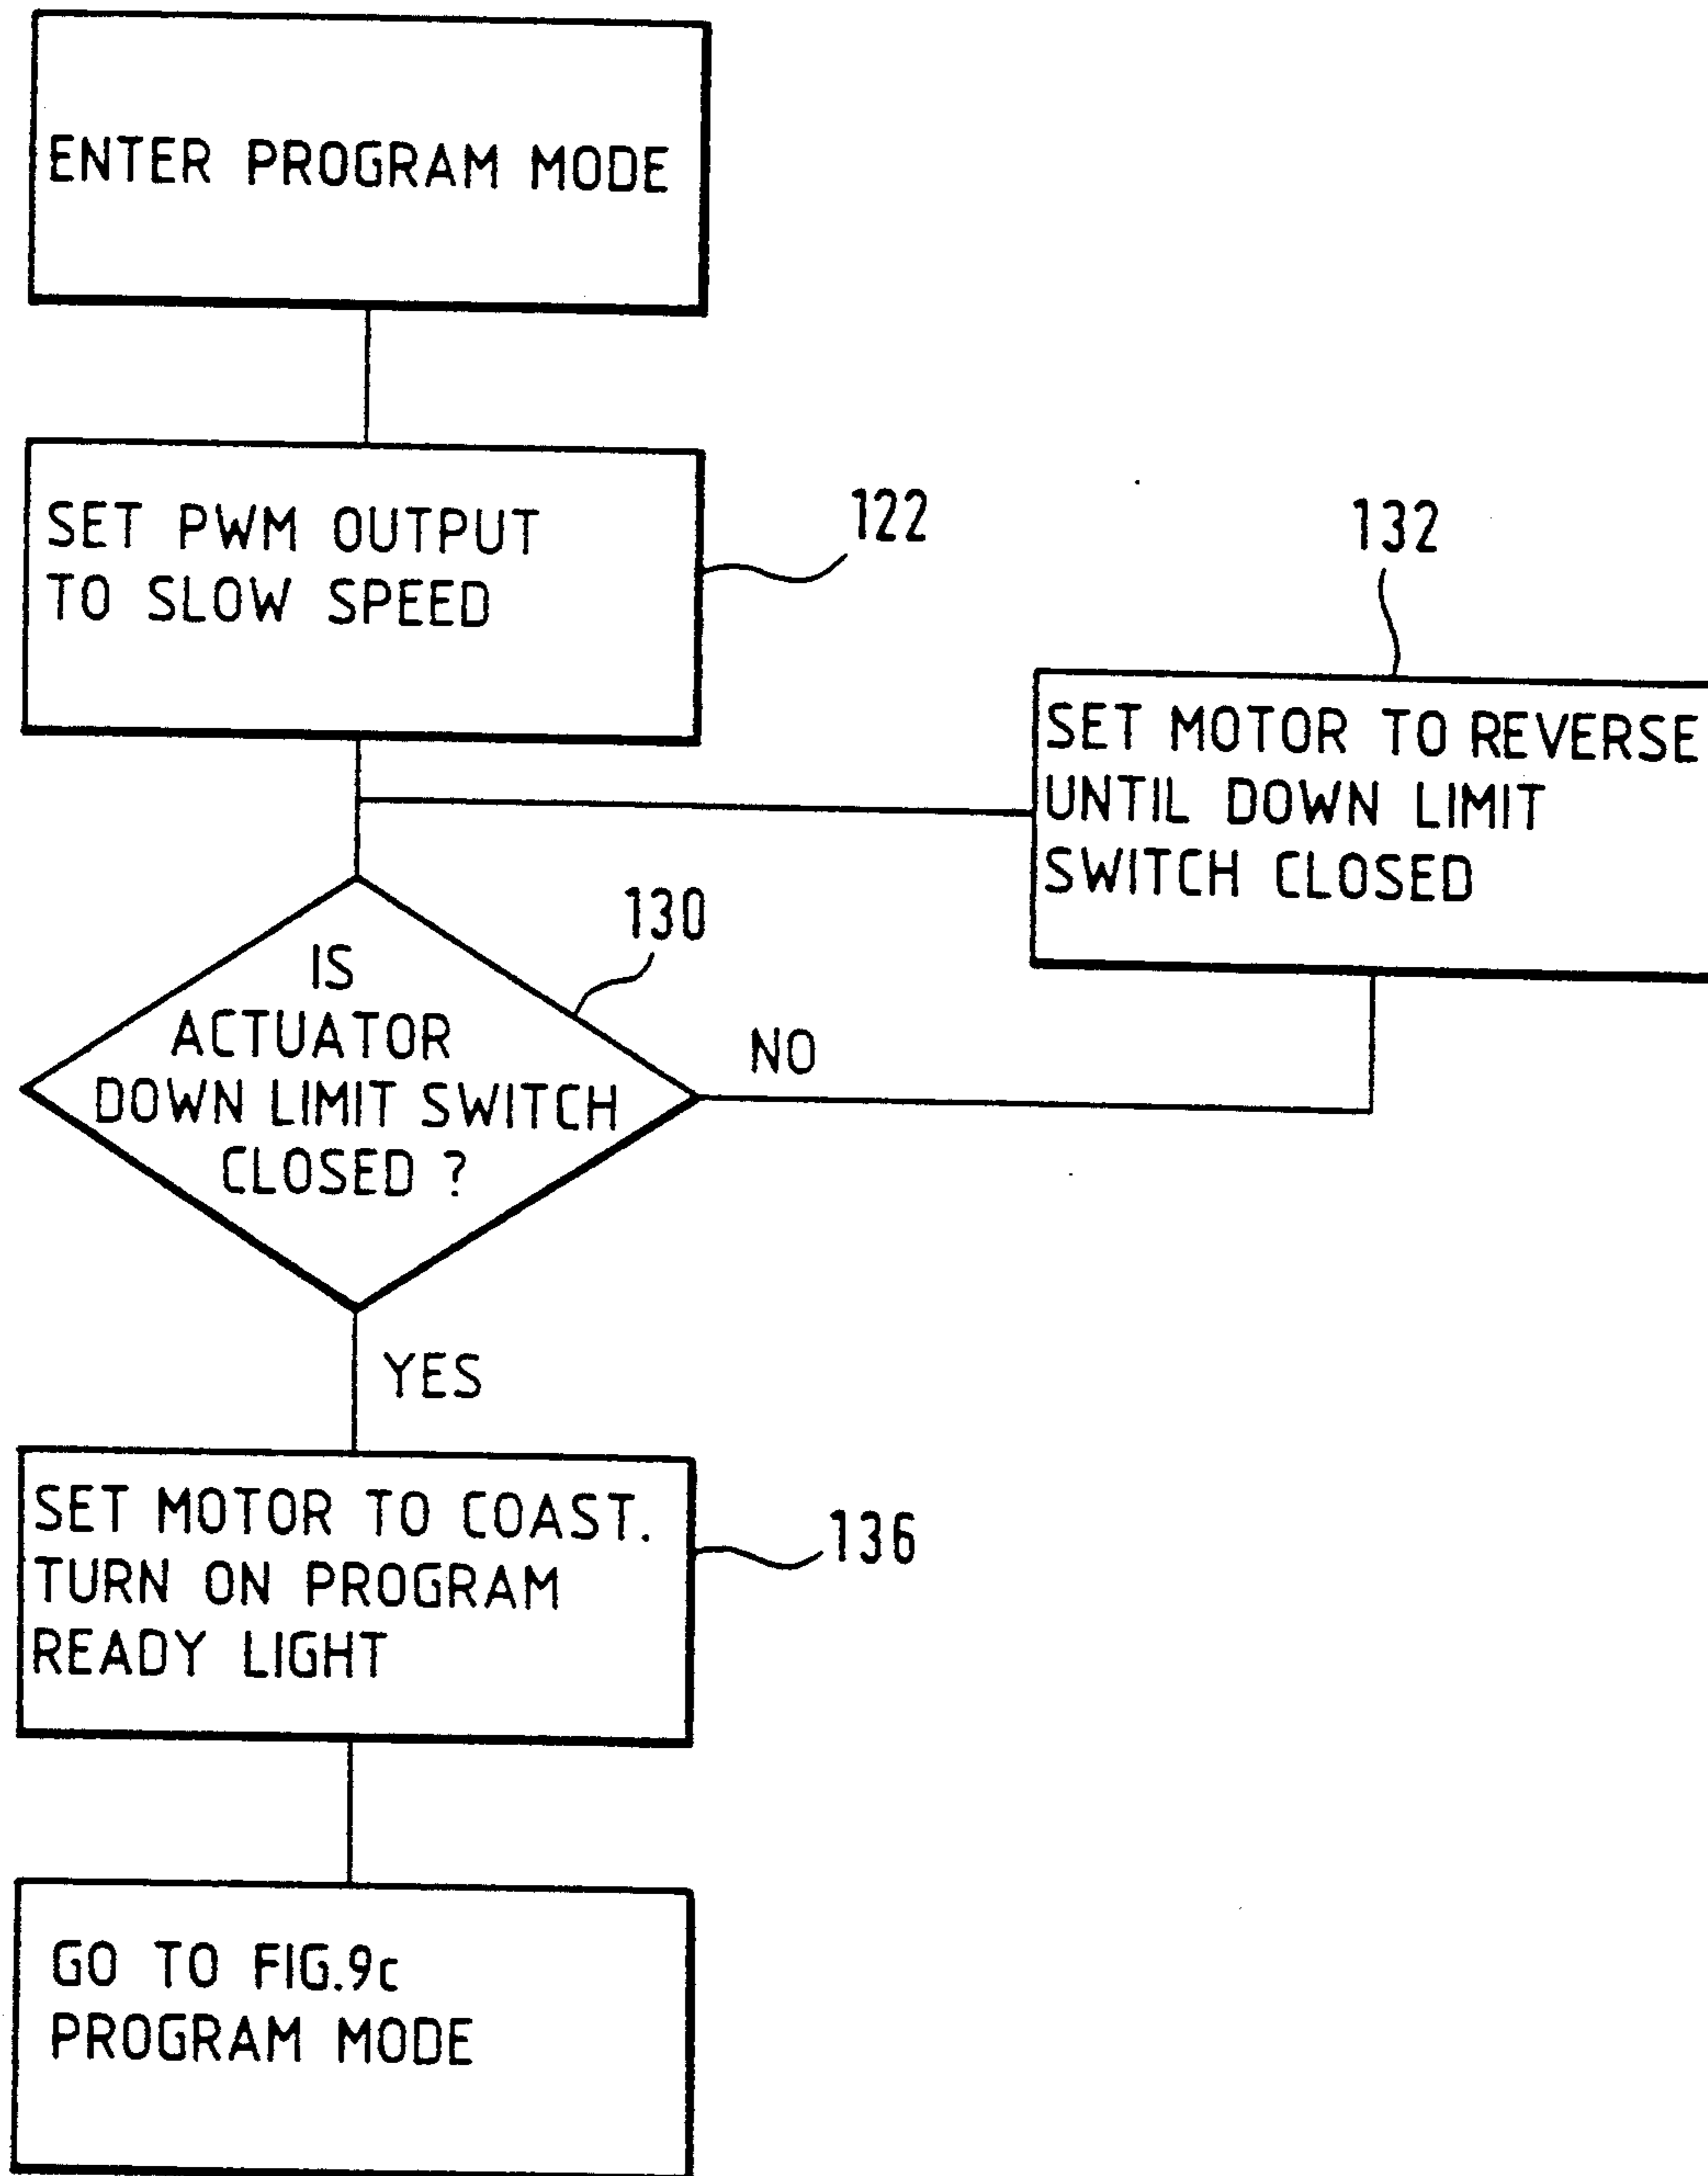 ENTER PROGRAM MODE
SET PWM OUTPUT
TO SLOW SPEED
122
132
SET MOTOR TO REVERSE
UNTIL DOWN LIMIT
SWITCH CLOSED
130
IS
ACTUATOR
DOWN LIMIT SWITCH
CLOSED ?
NO
YES
SET MOTOR TO COAST.
TURN ON PROGRAM
READY LIGHT
136
GO TO FIG.9c
PROGRAM MODE